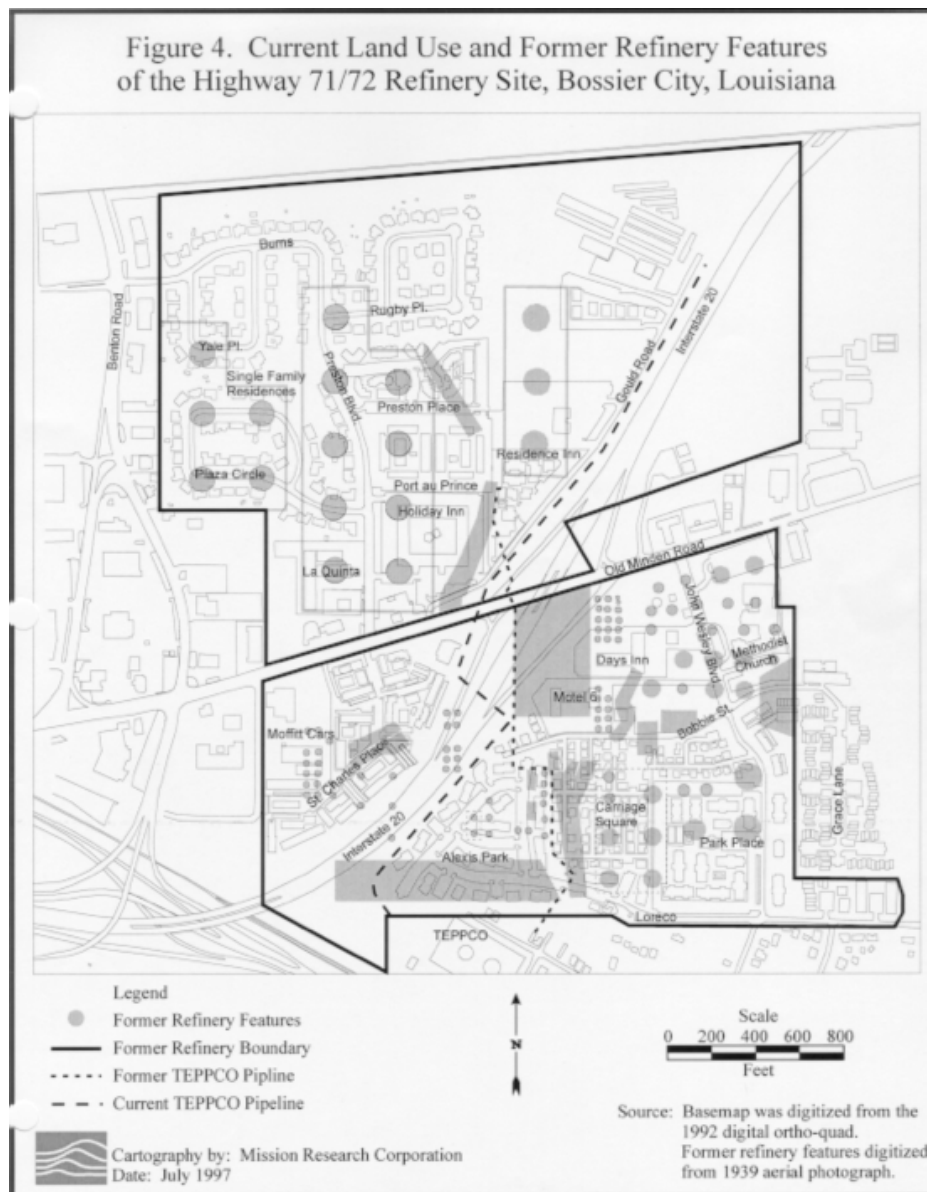 Figure 4. Current Land Use and Former Refinery Features
of the Highway 71/72 Refinery Site, Bossier City, Louisiana
Burns
Benton Road
Rugby Pl.
Yale Pl.
Single Family
Residences
Preston Blvd.
Preston Place
Gould Road
Interstate 20
Residence Inn
Plaza Circle
Port au Prince
Holiday Inn
La Quinta
Old Minden Road
John Wesley Blvd.
Methodist
Church
Days Inn
Motel 6
Bobbie St.
Moffitt Cars
St. Charles Place
Interstate 20
Carriage
Square
Park Place
Grace Lane
Alexis Park
Loreco
TEPPCO
Legend
Former Refinery Features
Former Refinery Boundary
Former TEPPCO Pipline
Current TEPPCO Pipeline
N
Scale
0 200 400 600 800
Feet
Cartography by: Mission Research Corporation
Date: July 1997
Source: Basemap was digitized from the
1992 digital ortho-quad.
Former refinery features digitized
from 1939 aerial photograph.